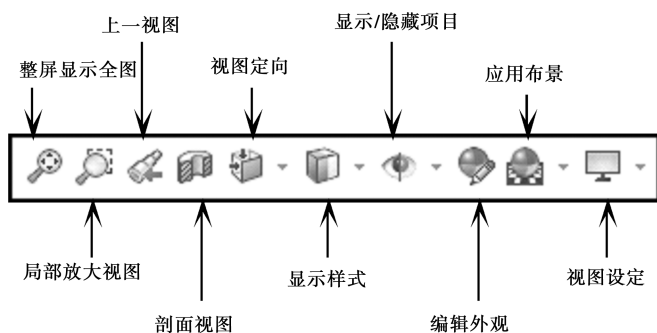 上一视图
显示/隐藏项目
整屏显示全图
视图定向
应用布景
局部放大视图
显示样式
视图设定
剖面视图
编辑外观